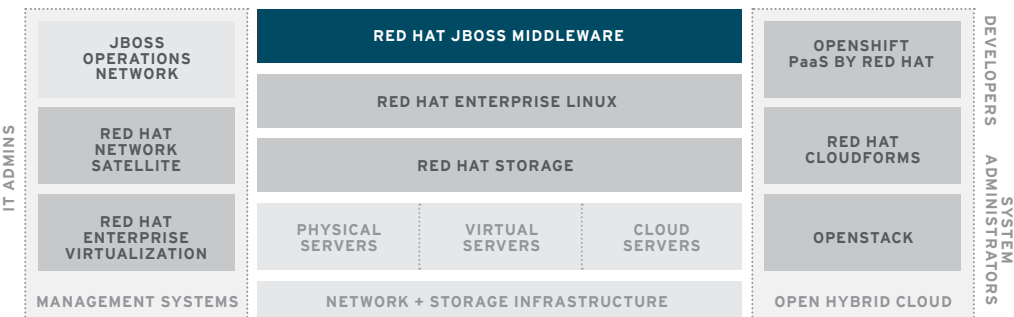 IT ADMINS
JBOSS
OPERATIONS
NETWORK
RED HAT
NETWORK
SATELLITE
RED HAT
ENTERPRISE
VIRTUALIZATION
MANAGEMENT SYSTEMS
RED HAT JBOSS MIDDLEWARE
RED HAT ENTERPRISE LINUX
RED HAT STORAGE
PHYSICAL
SERVERS
VIRTUAL
SERVERS
CLOUD
SERVERS
NETWORK + STORAGE INFRASTRUCTURE
OPENSHIFT
PaaS BY RED HAT
RED HAT
CLOUDFORMS
OPENSTACK
OPEN HYBRID CLOUD
DEVELOPERS
SYSTEM
ADMINISTRATORS